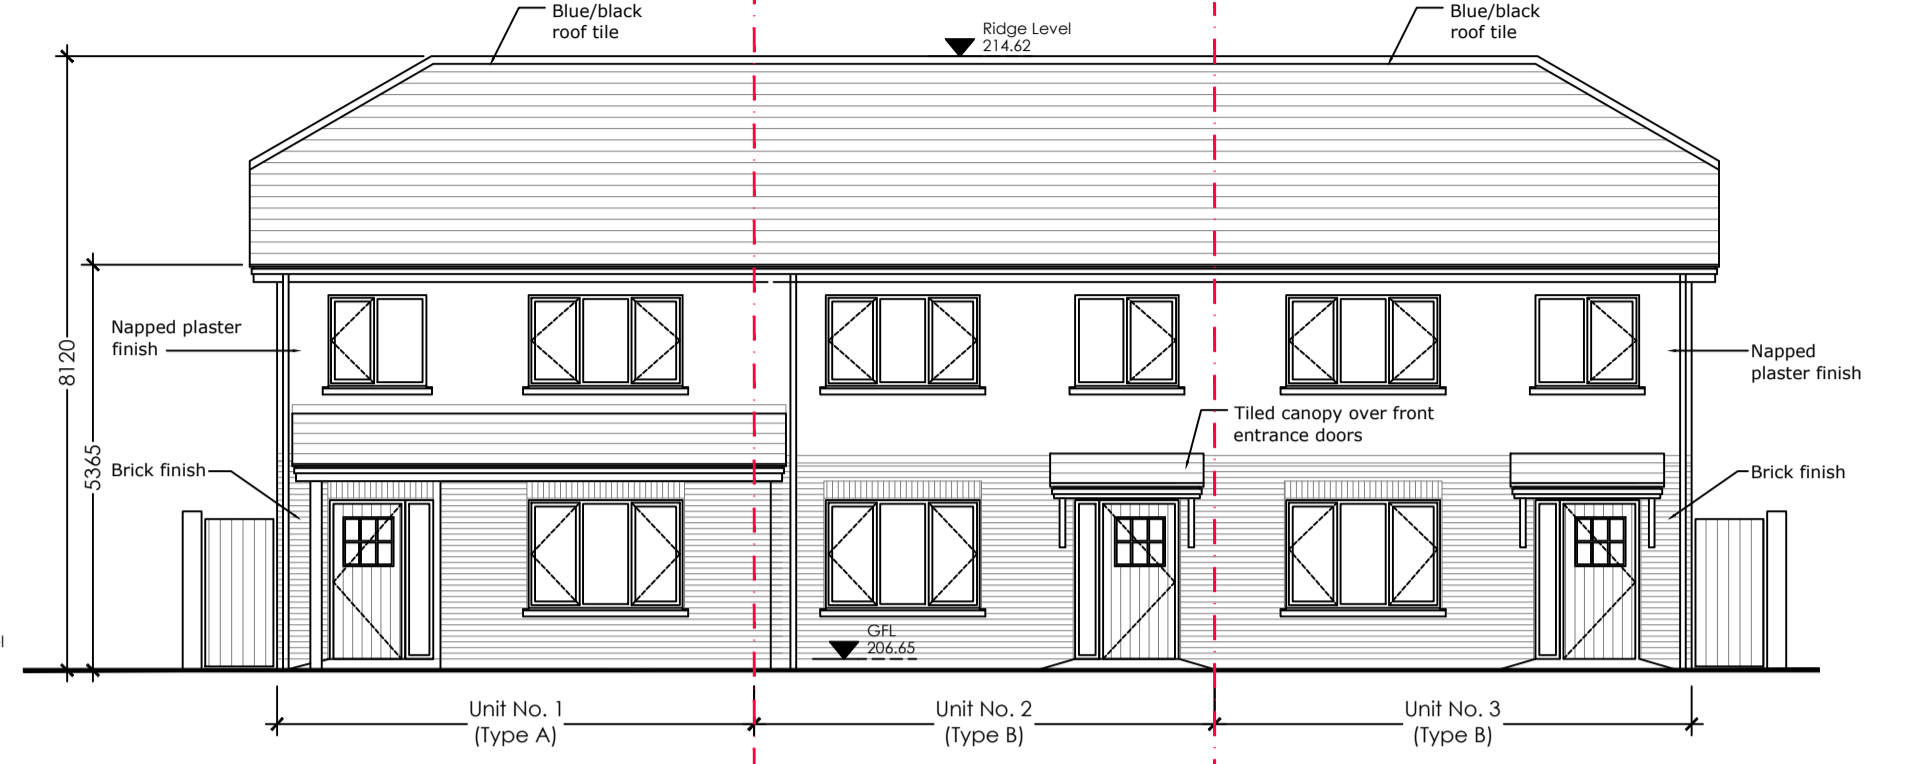 Blue/black
roof tile
Ridge Level
214.62
Blue/black
roof tile
8120
5365
Napped plaster
finish
Napped
plaster finish
Tiled canopy over front
entrance doors
Brick finish
Brick finish
GFL
206.65
Unit No. 1
(Type A)
Unit No. 2
(Type B)
Unit No. 3
(Type B)